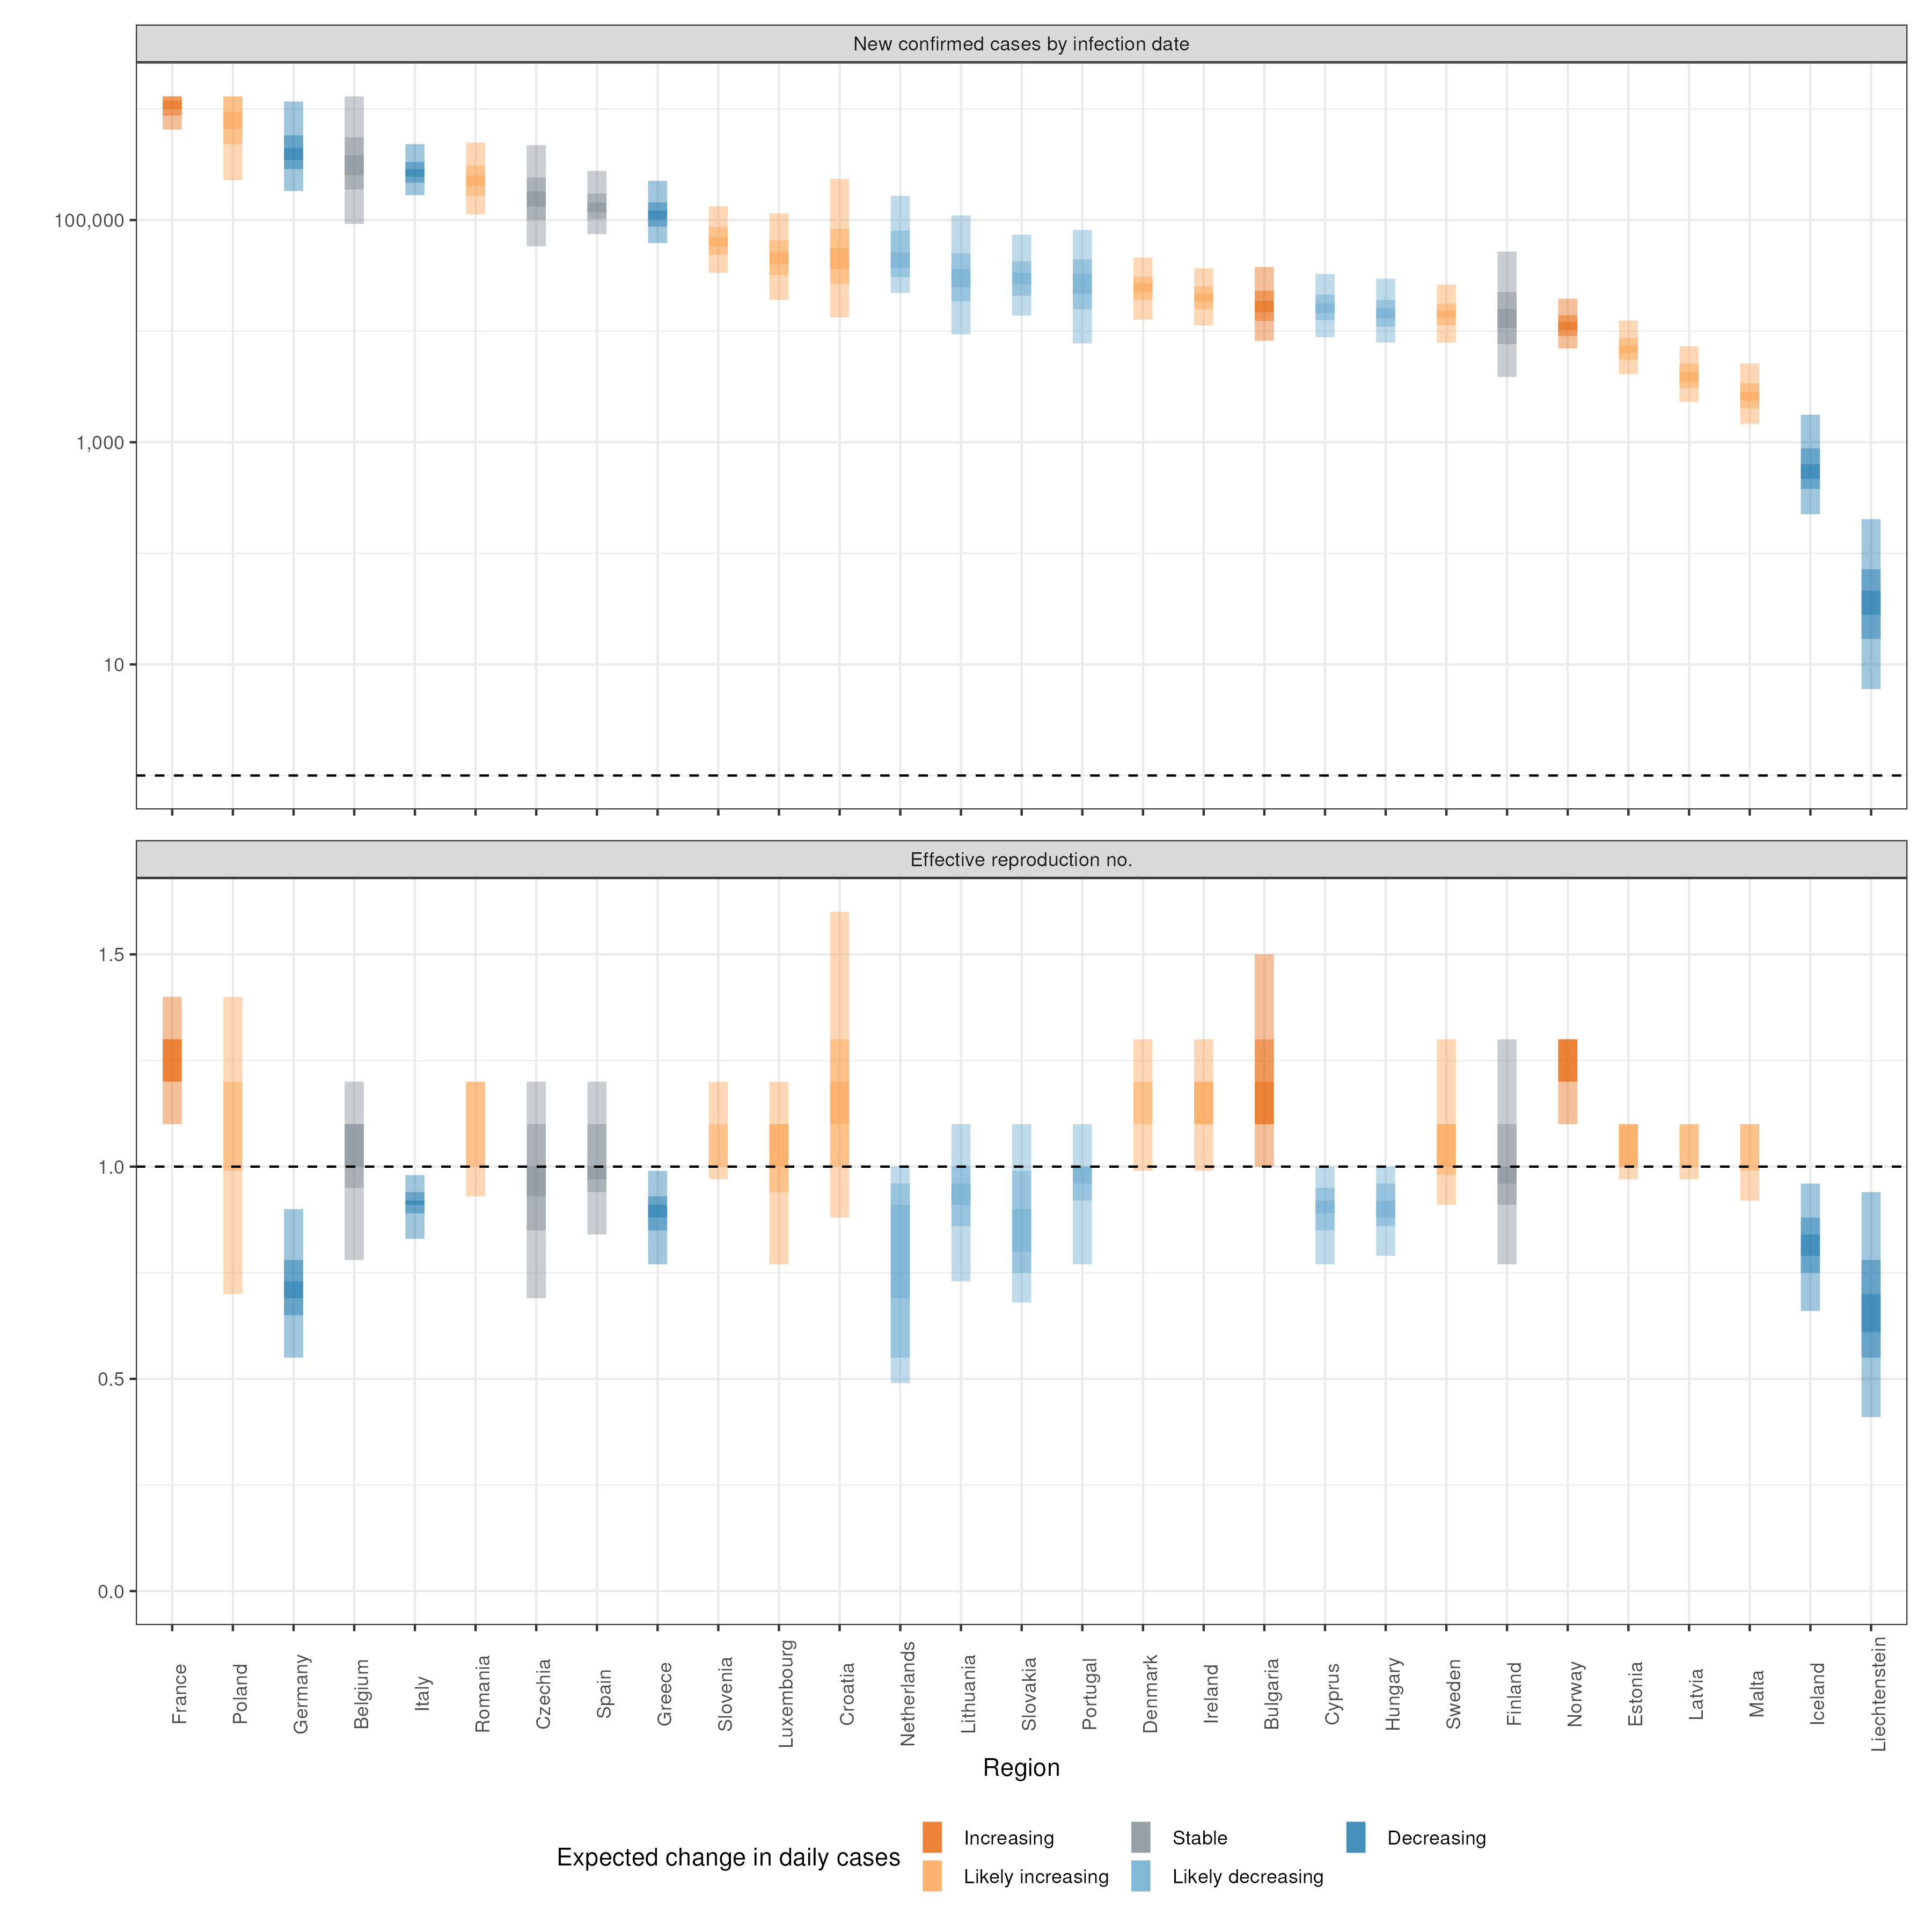 New confirmed cases by infection date
100,000
1,000
10
Effective reproduction no.
1.5
1.0
0.5
0.0
France
Poland
Germany
Belgium
Italy
Romania
Czechia
Spain
Greece
Slovenia
Luxembourg
Croatia
Netherlands
Lithuania
Slovakia
Portugal
Denmark
Ireland
Bulgaria
Cyprus
Hungary
Sweden
Finland
Norway
Estonia
Latvia
Malta
Iceland
Liechtenstein
Region
Expected change in daily cases
Increasing
Likely increasing
Stable
Likely decreasing
Decreasing